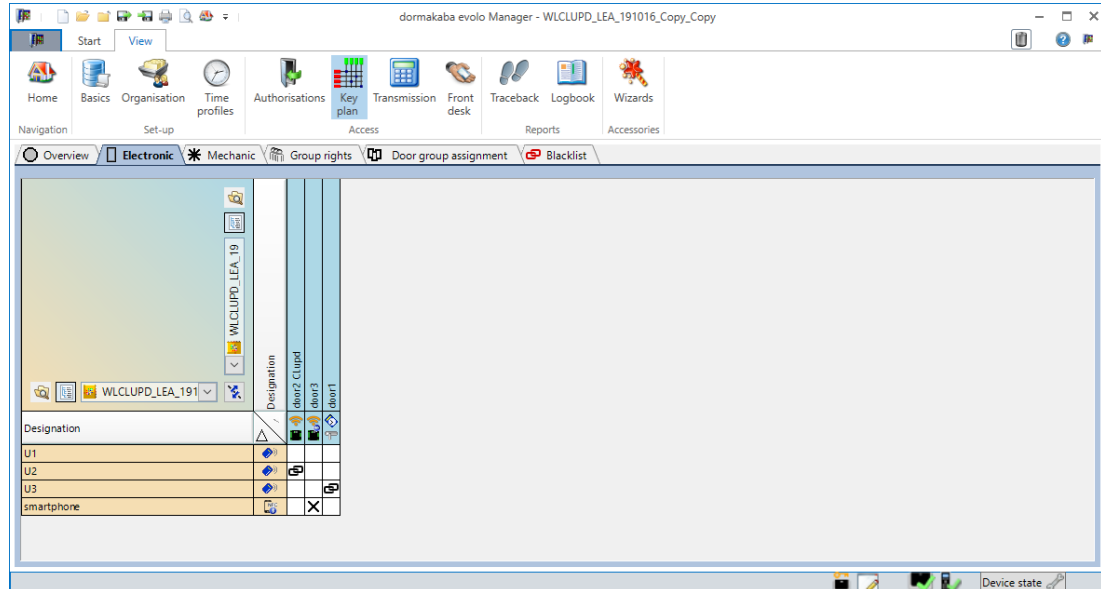 dormakaba evolo Manager - WLCLUPD_LEA_191016_Copy_Copy
Start View
Home Basics Organisation Time profiles Authorisations Key plan Transmission Front desk Traceback Logbook Wizards
Navigation Set-up Access Reports Accessories
Overview Electronic Mechanic Group rights Door group assignment Blacklist
WLCLUPD_LEA_19
WLCLUPD_LEA_191
Designation
door2 CLupd
door3
door1
Designation
U1
U2
U3
smartphone
Device state